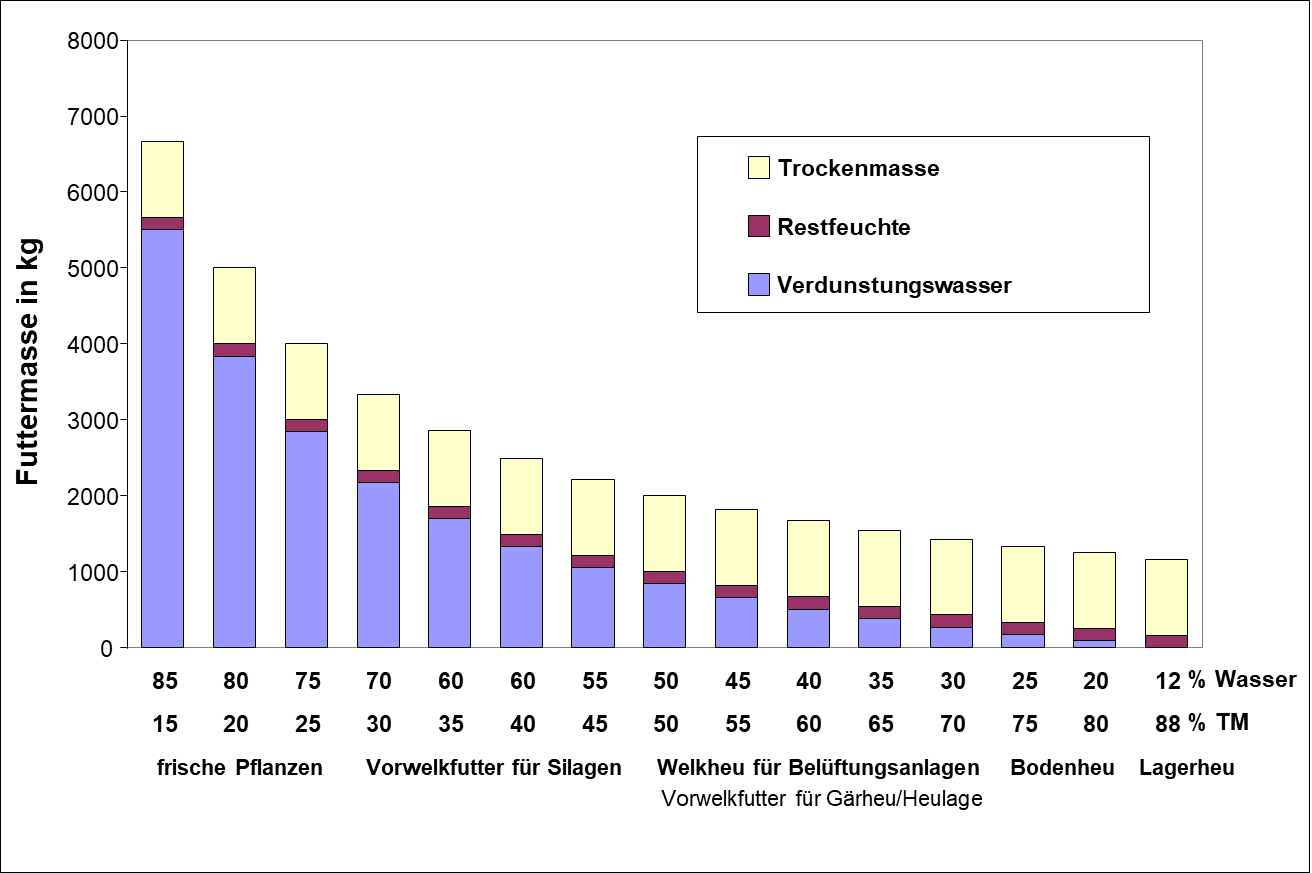 8000
7000
6000
5000
4000
3000
2000
1000
0
Futtermasse in kg
Trockenmasse
Restfeuchte
Verdunstungswasser
85 80 75 70 60 60 55 50 45 40 35 30 25 20 12 % Wasser
15 20 25 30 35 40 45 50 55 60 65 70 75 80 88 % TM
frische Pflanzen Vorwelkfutter für Silagen Welkheu für Belüftungsanlagen Bodenheu Lagerheu
Vorwelkfutter für Gärheu/Heulage